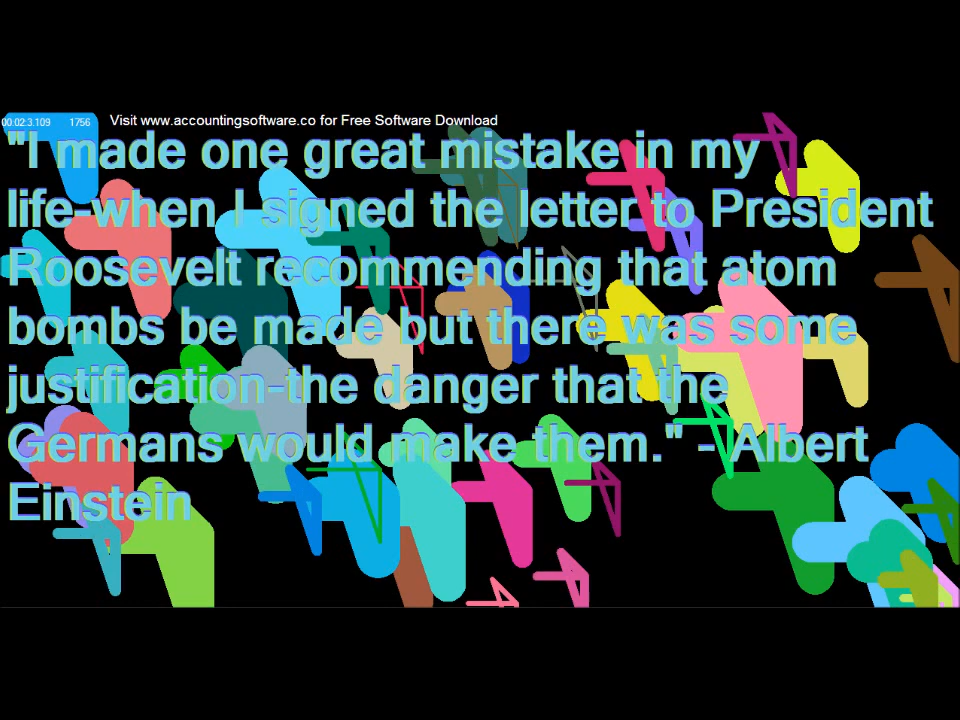 00:02:3.109 1756 Visit www.accountingsoftware.co for Free Software Download
"I made one great mistake in my
life-when I signed the letter to President
Roosevelt recommending that atom
bombs be made but there was some
justification-the danger that the
Germans would make them." - Albert
Einstein